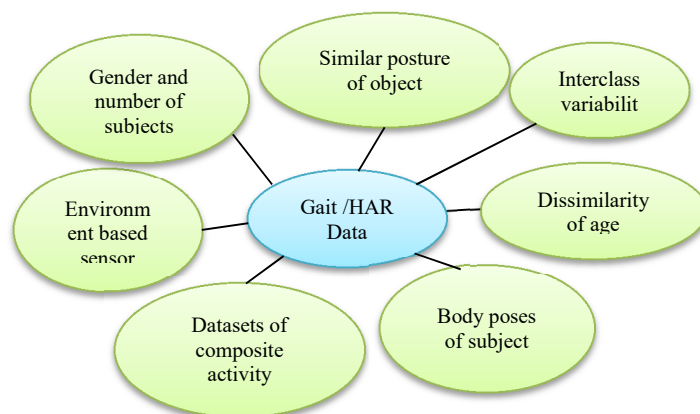 Similar posture
of object
Gender and
number of
subjects
Interclass
variabilit
Environm
ent based
sensor
Gait /HAR
Data
Dissimilarity
of age
Datasets of
composite
activity
Body poses
of subject